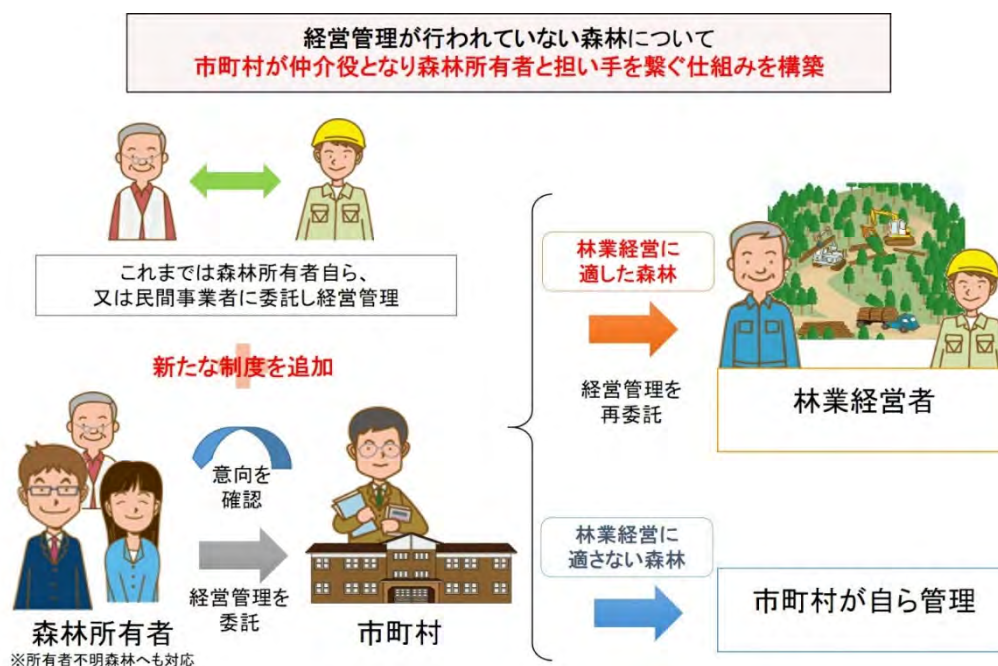 経営管理が行われていない森林について
市町村が仲介役となり森林所有者と担い手を繋ぐ仕組みを構築
これまでは森林所有者自ら、
又は民間事業者に委託し経営管理
新たな制度を追加
意向を
確認
経営管理を
委託
森林所有者
※所有者不明森林へも対応
市町村
林業経営に
適した森林
経営管理を
再委託
林業経営者
林業経営に
適さない森林
市町村が自ら管理